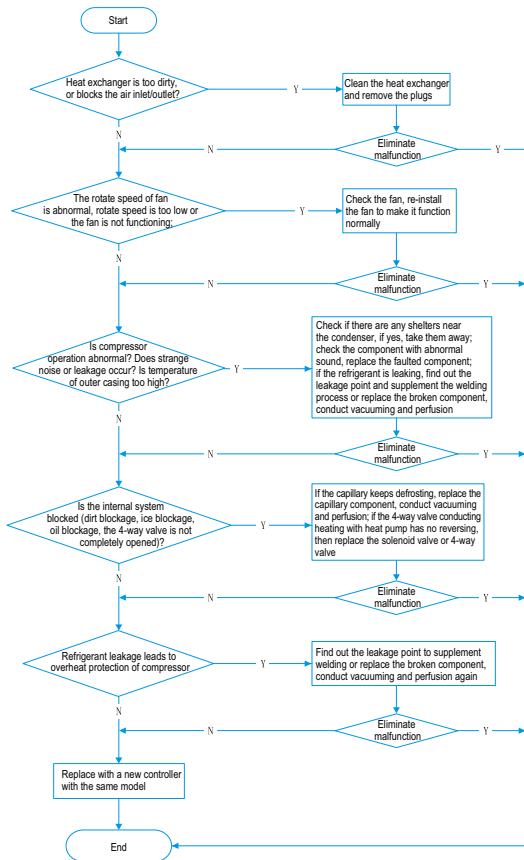 Start
Heat exchanger is too dirty,
or blocks the air inlet/outlet?
Y
Clean the heat exchanger
and remove the plugs
N
N
Eliminate
malfunction
Y
The rotate speed of fan
is abnormal, rotate speed is too low or
the fan is not functioning;
Y
Check the fan, re-install
the fan to make it function
normally
N
N
Eliminate
malfunction
Y
Is compressor
operation abnormal? Does strange
noise or leakage occur? Is temperature
of outer casing too high?
Y
Check if there are any shelters near
the condenser, if yes, take them away;
check the component with abnormal
sound, replace the faulted component;
if the refrigerant is leaking, find out the
leakage point and supplement the welding
process or replace the broken component,
conduct vacuuming and perfusion
N
N
Eliminate
malfunction
Y
Is the internal system
blocked (dirt blockage, ice blockage,
oil blockage, the 4-way valve is not
completely opened)?
Y
If the capillary keeps defrosting, replace the
capillary component, conduct vacuuming
and perfusion; if the 4-way valve conducting
heating with heat pump has no reversing,
then replace the solenoid valve or 4-way
valve
N
N
Eliminate
malfunction
Y
Refrigerant leakage leads to
overheat protection of compressor
Y
Find out the leakage point to supplement
welding or replace the broken component,
conduct vacuuming and perfusion again
N
N
Eliminate
malfunction
Y
Replace with a new controller
with the same model
End